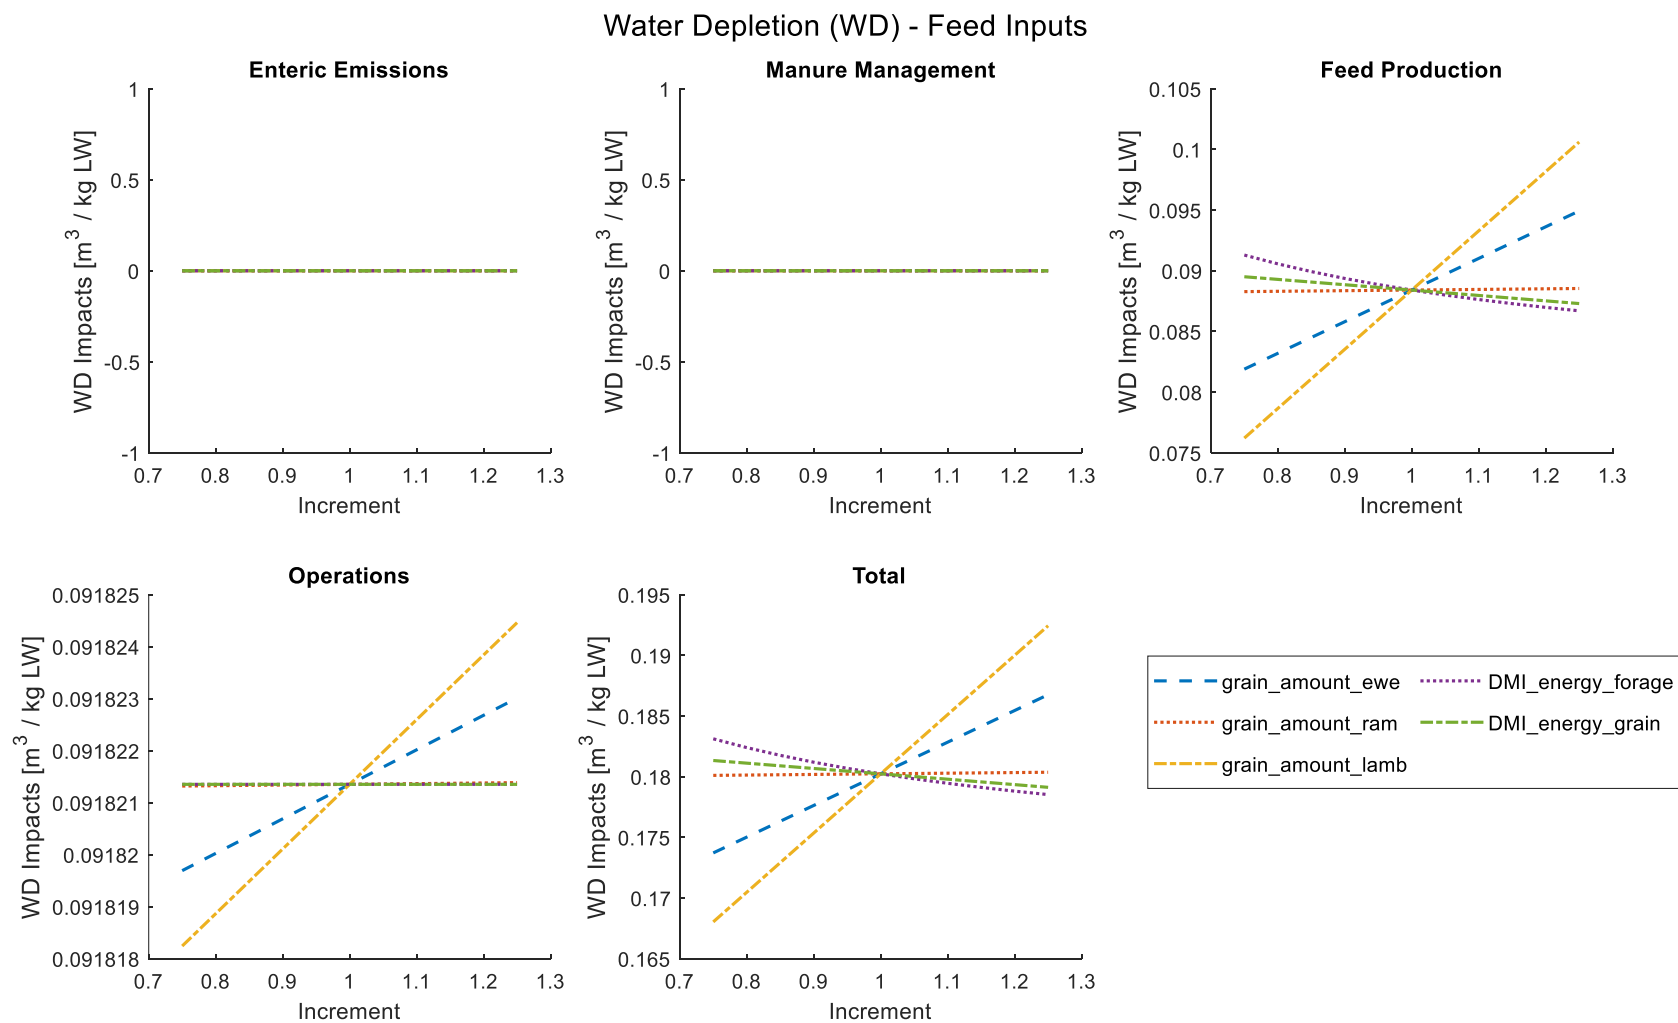 Water Depletion (WD) - Feed Inputs
Enteric Emissions
WD Impacts [m³ / kg LW]
1
0.5
0
-0.5
-1
0.7 0.8 0.9 1 1.1 1.2 1.3
Increment
Manure Management
WD Impacts [m³ / kg LW]
1
0.5
0
-0.5
-1
0.7 0.8 0.9 1 1.1 1.2 1.3
Increment
Feed Production
WD Impacts [m³ / kg LW]
0.105
0.1
0.095
0.09
0.085
0.08
0.075
0.7 0.8 0.9 1 1.1 1.2 1.3
Increment
Operations
WD Impacts [m³ / kg LW]
0.091825
0.091824
0.091823
0.091822
0.091821
0.09182
0.091819
0.091818
0.7 0.8 0.9 1 1.1 1.2 1.3
Increment
Total
WD Impacts [m³ / kg LW]
0.195
0.19
0.185
0.18
0.175
0.17
0.165
0.7 0.8 0.9 1 1.1 1.2 1.3
Increment
grain_amount_ewe DMI_energy_forage
grain_amount_ram DMI_energy_grain
grain_amount_lamb